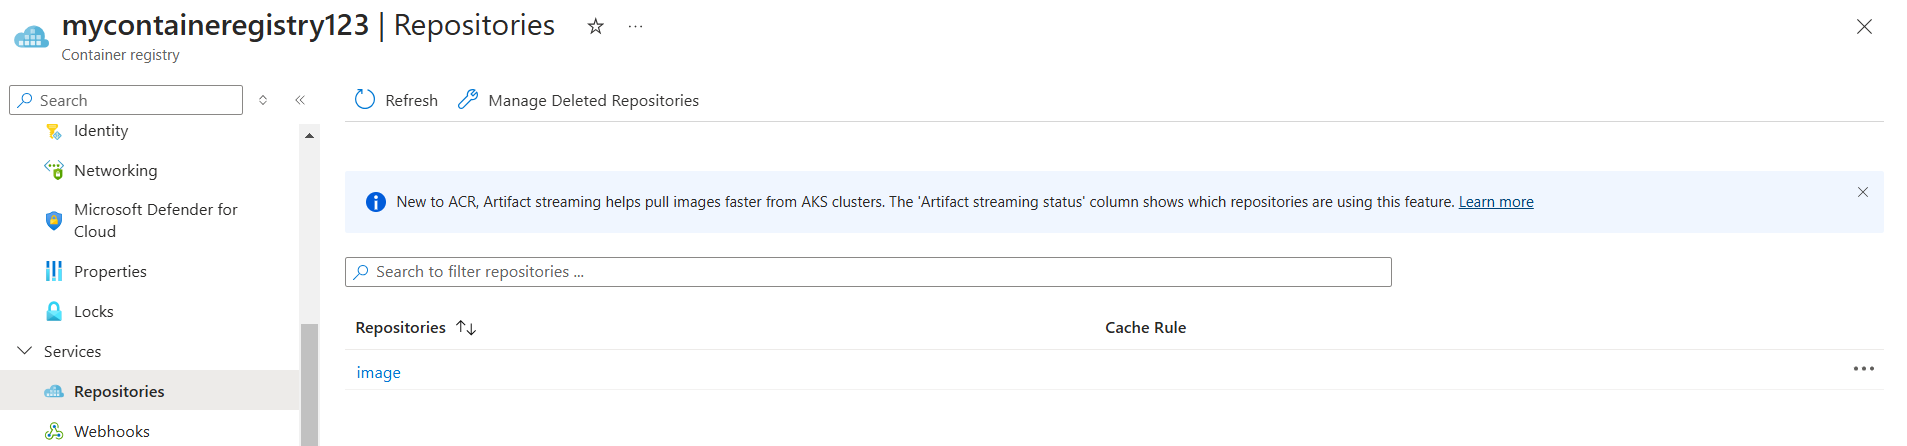 mycontaineregistry123 | Repositories
Container registry
Search
Identity
Networking
Microsoft Defender for
Cloud
Properties
Locks
Services
Repositories
Webhooks
Refresh
Manage Deleted Repositories
New to ACR, Artifact streaming helps pull images faster from AKS clusters. The 'Artifact streaming status' column shows which repositories are using this feature. Learn more
Search to filter repositories ...
Repositories Cache Rule
image